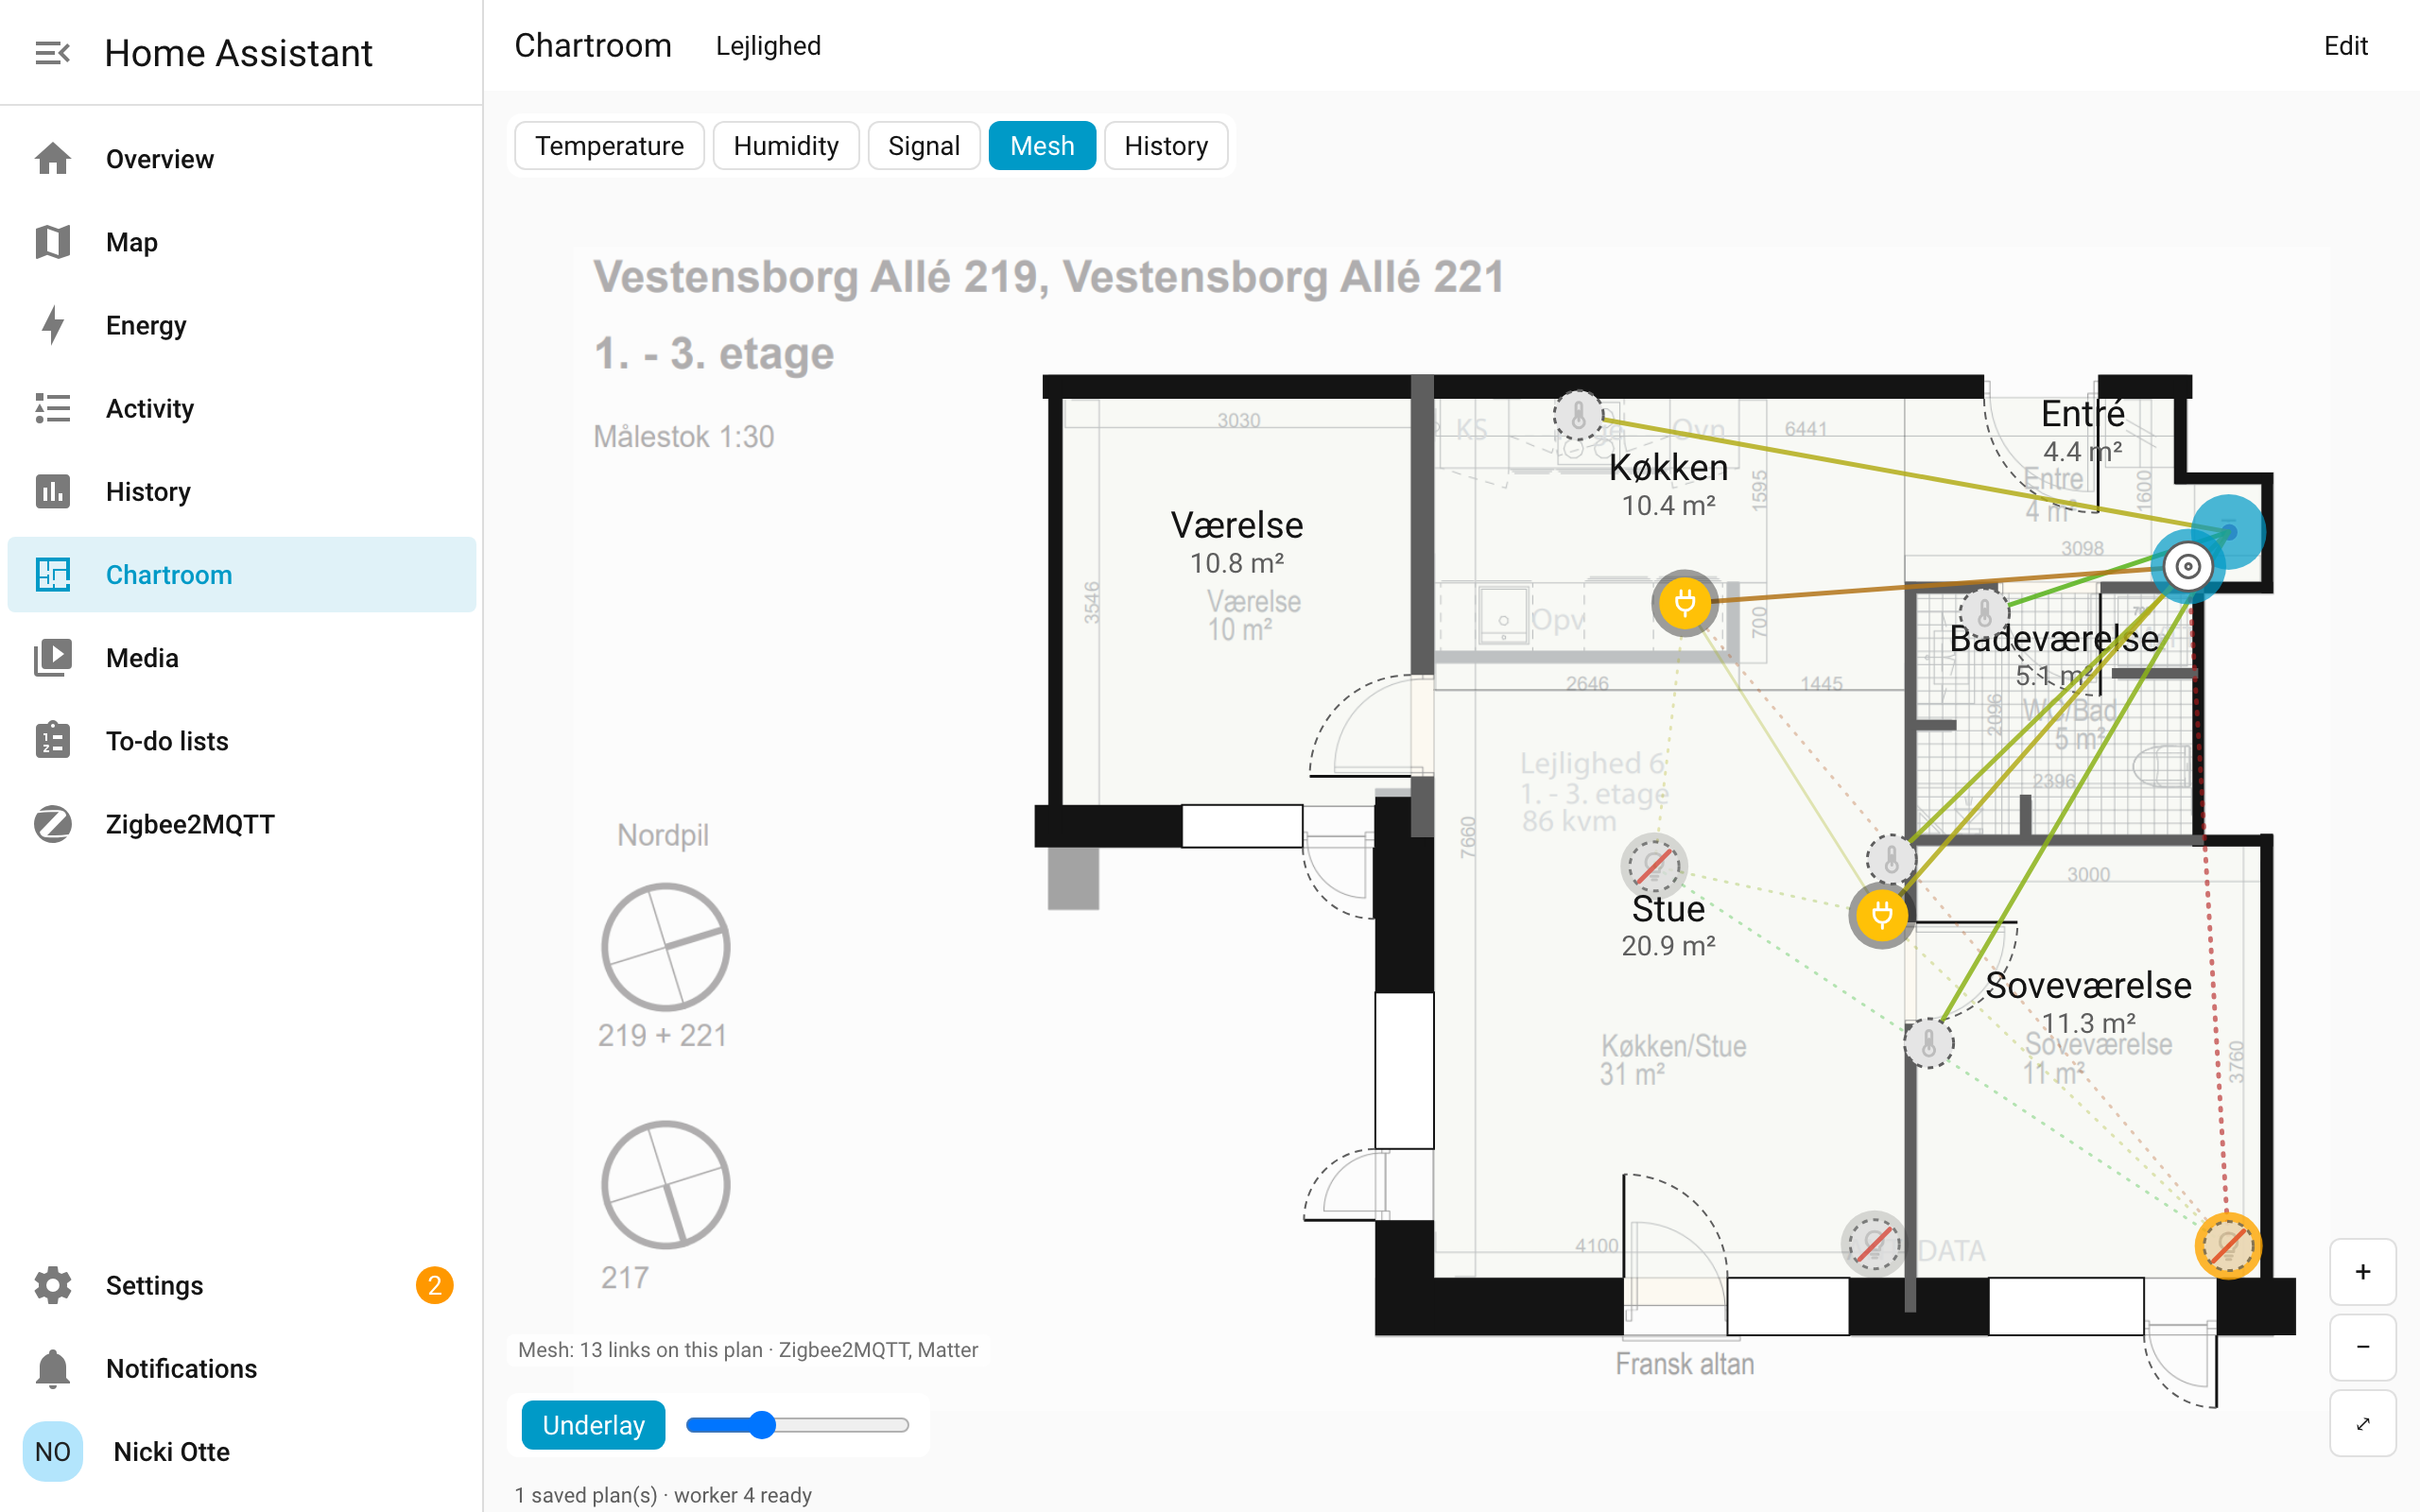 Home Assistant
Overview
Map
Energy
Activity
History
Chartroom
Media
To-do lists
Zigbee2MQTT
Settings
2
Notifications
NO
Nicki Otte
Chartroom
Lejlighed
Edit
Temperature
Humidity
Signal
Mesh
History
Vestensborg Allé 219, Vestensborg Allé 221
1. - 3. etage
Målestok 1:30
Nordpil
219 + 221
217
3030
KS
Ovn
6441
Entré
4.4 m²
Entre
4 m²
1600
Køkken
10.4 m²
1595
Værelse
10.8 m²
Værelse
10 m²
3546
3098
Opv
700
2646
1445
Badeværelse
5.1 m²
WC/Bad
5 m²
2096
2396
Lejlighed 6
1. - 3. etage
86 kvm
7660
3000
Stue
20.9 m²
Soveværelse
11.3 m²
Soveværelse
11 m²
3760
Køkken/Stue
31 m²
4100
DATA
Fransk altan
Mesh: 13 links on this plan · Zigbee2MQTT, Matter
Underlay
1 saved plan(s) · worker 4 ready
+
−